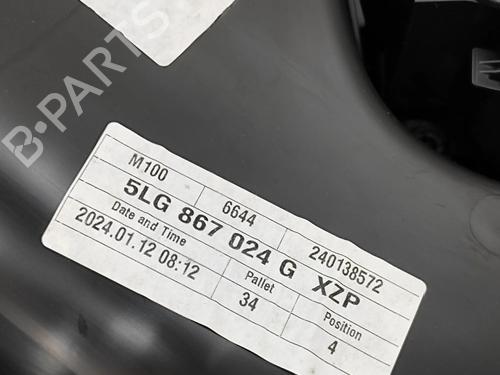 B-PARTS
M100 6644 240138572
5LG 867 024 G XZP
Date and Time Pallet Position
2024.01.12 08:12 34 4